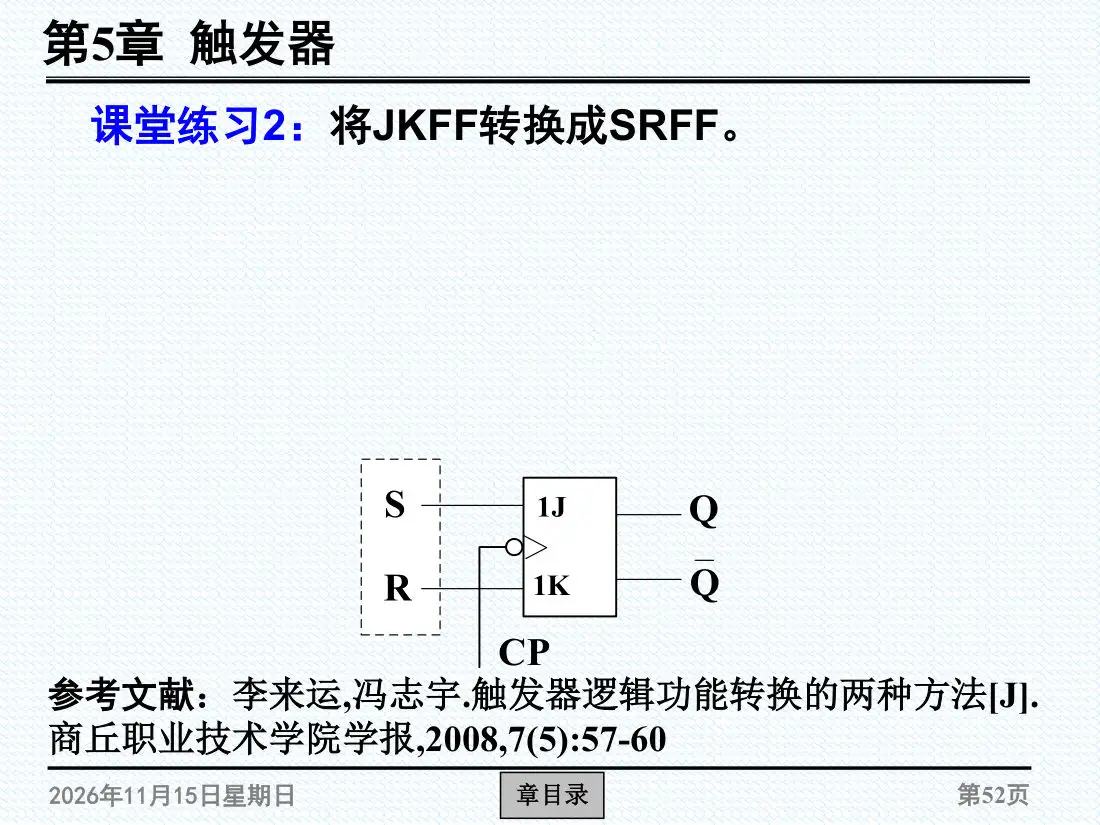 第5章 触发器
课堂练习2：将JKFF转换成SRFF。
S
1J
Q
R
1K
Q̅
CP
参考文献：李来运,冯志宇.触发器逻辑功能转换的两种方法[J].
商丘职业技术学院学报,2008,7(5):57-60
2026年11月15日星期日
章目录
第52页